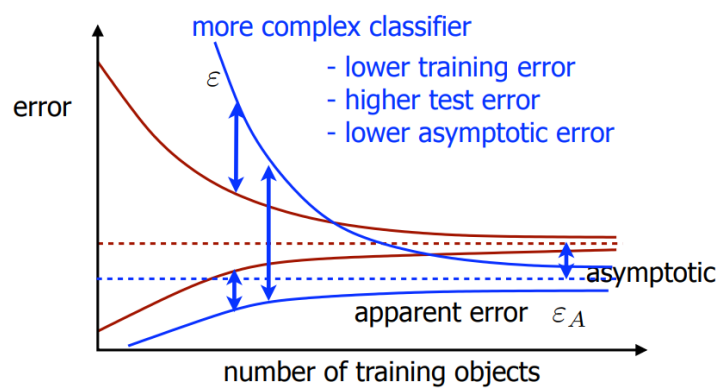 more complex classifier
- lower training error
- higher test error
- lower asymptotic error
ε
error
asymptotic
apparent error ε_A
number of training objects